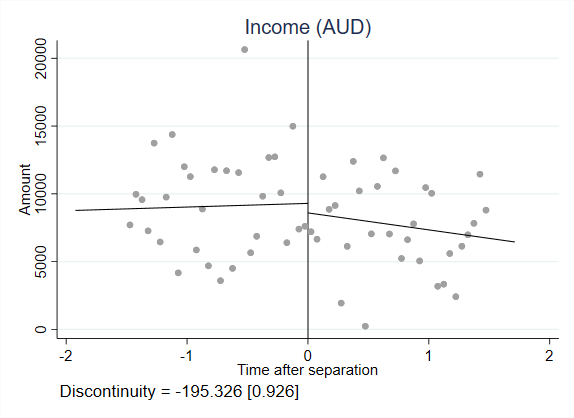 Income (AUD)
20000
15000
10000
5000
0
Amount
-2 -1 0 1 2
Time after separation
Discontinuity = -195.326 [0.926]